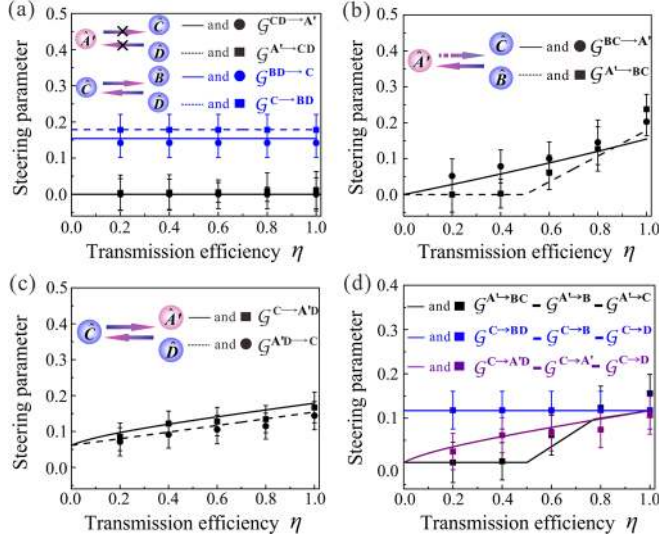 (a)
Steering parameter
0.5
0.4
0.3
0.2
0.1
0.0
Â' Ĉ D̂
Ĉ B̂ D̂
and 𝒢^{CD→A'}
and 𝒢^{A'→CD}
and 𝒢^{BD→C}
and 𝒢^{C→BD}
0.0 0.2 0.4 0.6 0.8 1.0
Transmission efficiency η
(b)
Steering parameter
0.5
0.4
0.3
0.2
0.1
0.0
Â' Ĉ B̂
and 𝒢^{BC→A'}
and 𝒢^{A'→BC}
0.0 0.2 0.4 0.6 0.8 1.0
Transmission efficiency η
(c)
Steering parameter
0.5
0.4
0.3
0.2
0.1
0.0
Ĉ Â' D̂
and 𝒢^{C→A'D}
and 𝒢^{A'D→C}
0.0 0.2 0.4 0.6 0.8 1.0
Transmission efficiency η
(d)
Steering parameter
0.4
0.3
0.2
0.1
0.0
and 𝒢^{A'→BC} − 𝒢^{A'→B} − 𝒢^{A'→C}
and 𝒢^{C→BD} − 𝒢^{C→B} − 𝒢^{C→D}
and 𝒢^{C→A'D} − 𝒢^{C→A'} − 𝒢^{C→D}
0.0 0.2 0.4 0.6 0.8 1.0
Transmission efficiency η